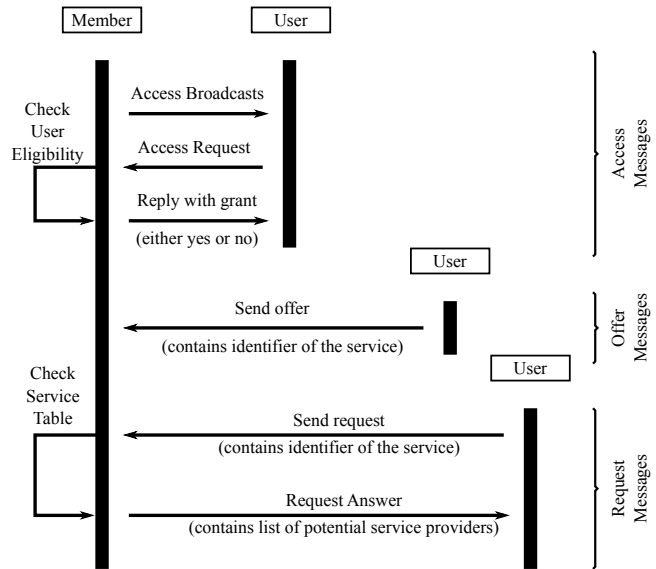 Member
User
Access Broadcasts
Check
User
Eligibility
Access Request
Reply with grant
(either yes or no)
Access
Messages
User
Send offer
(contains identifier of the service)
Offer
Messages
User
Check
Service
Table
Send request
(contains identifier of the service)
Request Answer
(contains list of potential service providers)
Request
Messages